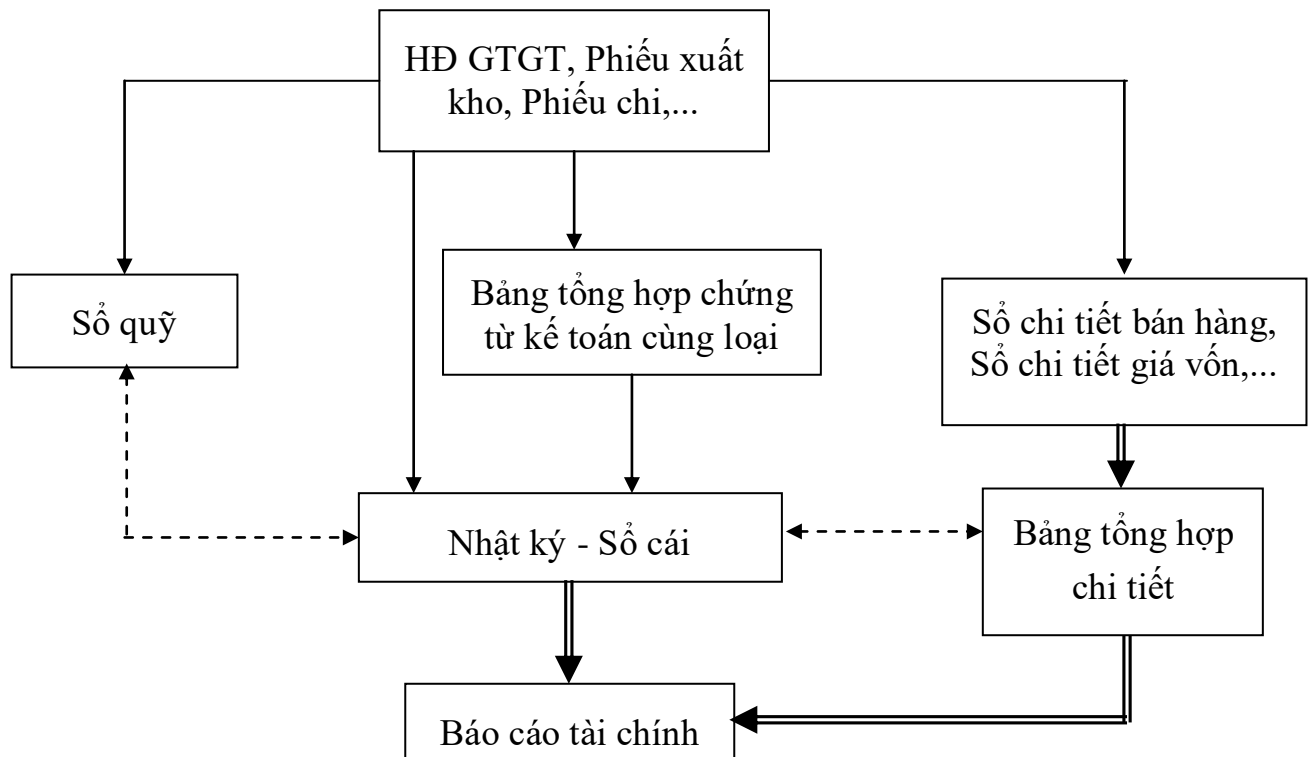 HĐ GTGT, Phiếu xuất
kho, Phiếu chi,...
Sổ quỹ
Bảng tổng hợp chứng
từ kế toán cùng loại
Sổ chi tiết bán hàng,
Sổ chi tiết giá vốn,...
Nhật ký - Sổ cái
Bảng tổng hợp
chi tiết
Báo cáo tài chính